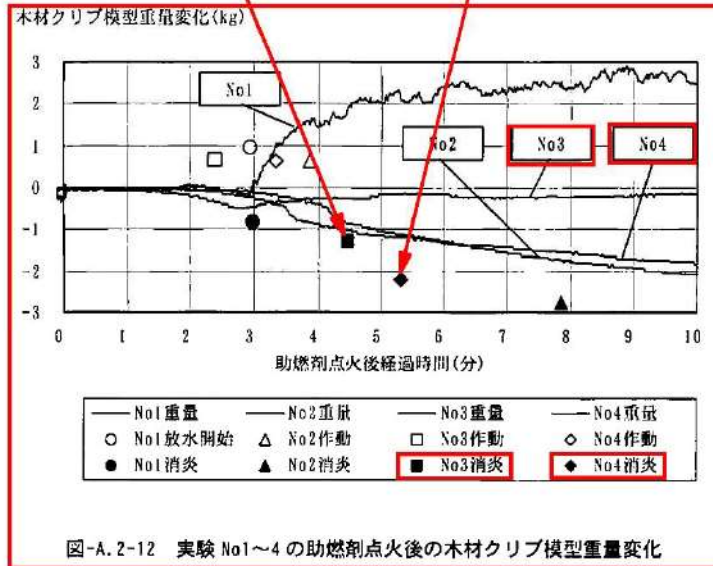 木材クリブ模型重量変化(kg)
3
2
1
0
-1
-2
-3
No1
No2
No3
No4
0 1 2 3 4 5 6 7 8 9 10
助燃剤点火後経過時間(分)
No1重量 No2重量 No3重量 No4重量
No1放水開始 No2作動 No3作動 No4作動
No1消炎 No2消炎 No3消炎 No4消炎
図-A.2-12 実験 No1～4 の助燃剤点火後の木材クリブ模型重量変化